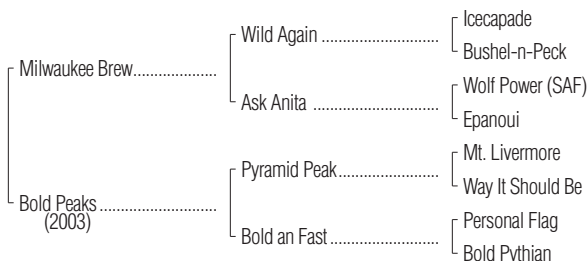 Icecapade
Wild Again
Bushel-n-Peck
Milwaukee Brew
Wolf Power (SAF)
Ask Anita
Epanoui
Mt. Livermore
Pyramid Peak
Way It Should Be
Bold Peaks
(2003)
Personal Flag
Bold an Fast
Bold Pythian